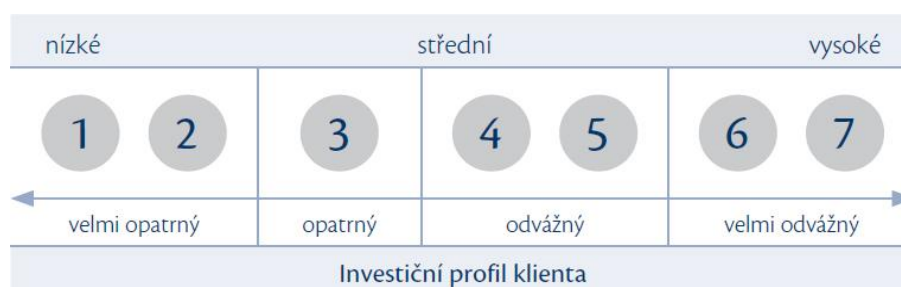 nízké střední vysoké
1 2 3 4 5 6 7
velmi opatrný opatrný odvážný velmi odvážný
Investiční profil klienta